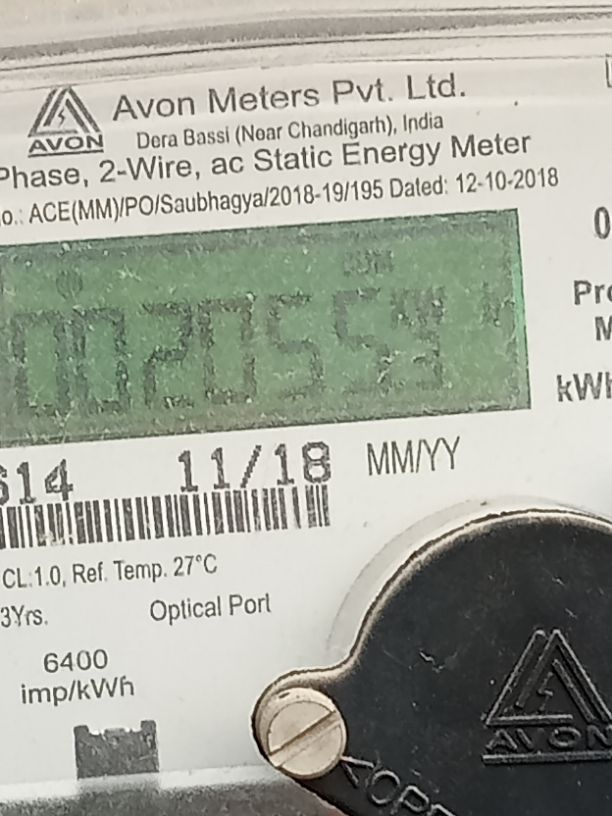 Avon Meters Pvt. Ltd.
AVON
Dera Bassi (Near Chandigarh), India
Phase, 2-Wire, ac Static Energy Meter
o.: ACE(MM)/PO/Saubhagya/2018-19/195 Dated: 12-10-2018
0
Pro
M
kWh
614 11/18 MM/YY
CL:1.0, Ref. Temp. 27°C
3Yrs. Optical Port
6400
imp/kWh
AVON